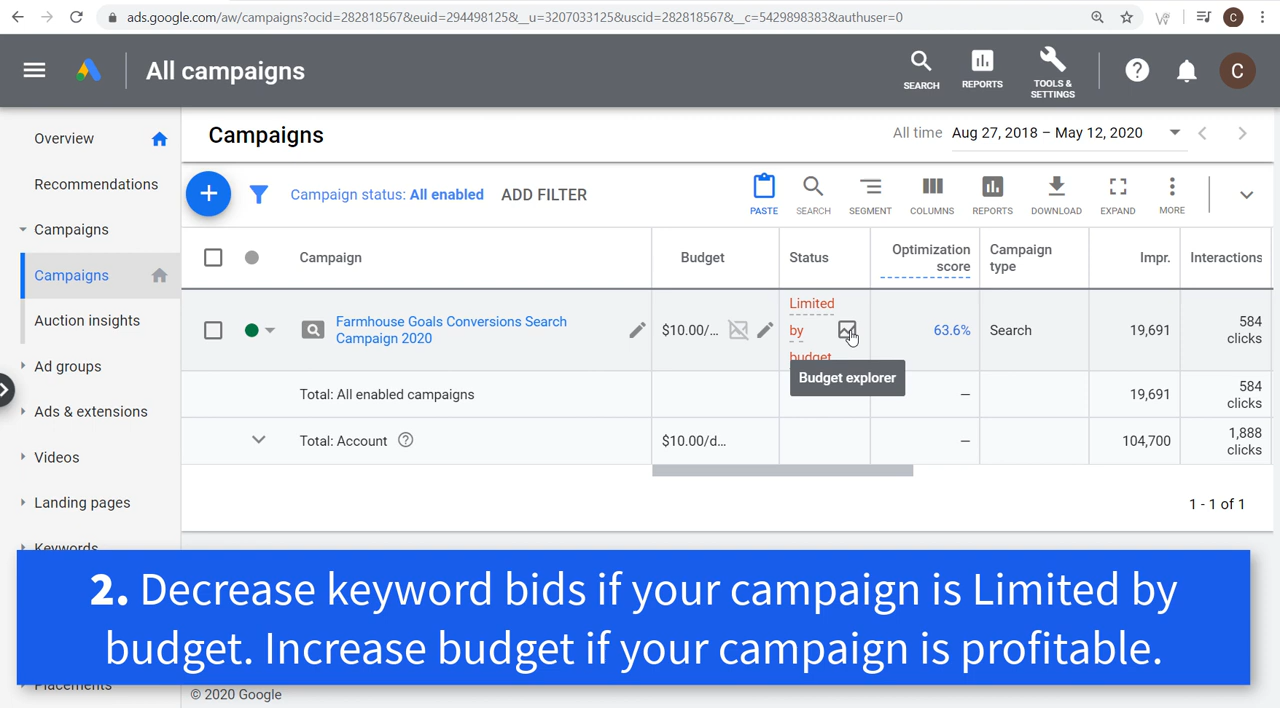 ads.google.com/aw/campaigns?ocid=282818567&euid=294498125&__u=3207033125&uscid=282818567&__c=5429898383&authuser=0
C
All campaigns
SEARCH
REPORTS
TOOLS &
SETTINGS
C
Overview
Recommendations
Campaigns
Campaigns
Auction insights
Ad groups
Ads & extensions
Videos
Landing pages
Keywords
Placements
Campaigns
All time Aug 27, 2018 – May 12, 2020
Campaign status: All enabled ADD FILTER
PASTE
SEARCH
SEGMENT
COLUMNS
REPORTS
DOWNLOAD
EXPAND
MORE
Campaign
Budget
Status
Optimization
score
Campaign
type
Impr.
Interactions
Farmhouse Goals Conversions Search
Campaign 2020
$10.00/...
Limited
by
budget
63.6%
Search
19,691
584
clicks
Budget explorer
Total: All enabled campaigns
–
19,691
584
clicks
Total: Account
$10.00/d...
–
104,700
1,888
clicks
1 - 1 of 1
2. Decrease keyword bids if your campaign is Limited by
budget. Increase budget if your campaign is profitable.
© 2020 Google